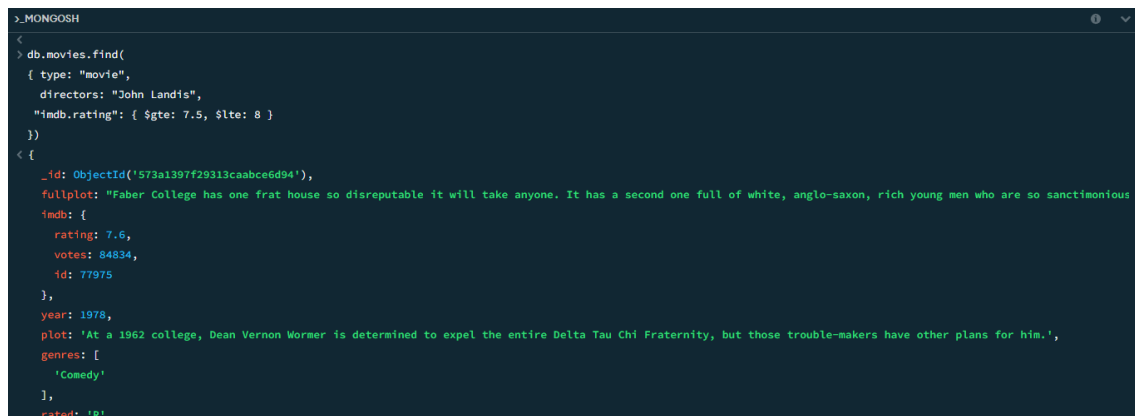 >_MONGOSH
<
> db.movies.find(
{ type: "movie",
directors: "John Landis",
"imdb.rating": { $gte: 7.5, $lte: 8 }
})
< {
_id: ObjectId('573a1397f29313caabce6d94'),
fullplot: "Faber College has one frat house so disreputable it will take anyone. It has a second one full of white, anglo-saxon, rich young men who are so sanctimonious
imdb: {
rating: 7.6,
votes: 84834,
id: 77975
},
year: 1978,
plot: 'At a 1962 college, Dean Vernon Wormer is determined to expel the entire Delta Tau Chi Fraternity, but those trouble-makers have other plans for him.',
genres: [
'Comedy'
],
rated: 'R'